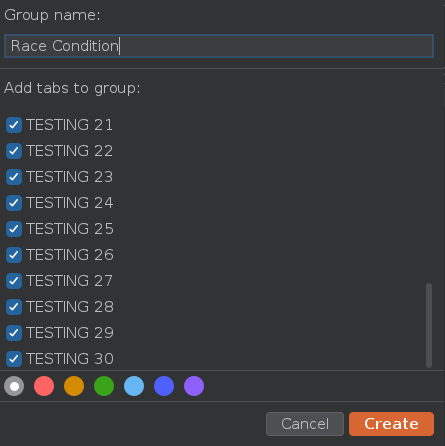 Group name:
Race Condition
Add tabs to group:
TESTING 21
TESTING 22
TESTING 23
TESTING 24
TESTING 25
TESTING 26
TESTING 27
TESTING 28
TESTING 29
TESTING 30
Cancel
Create